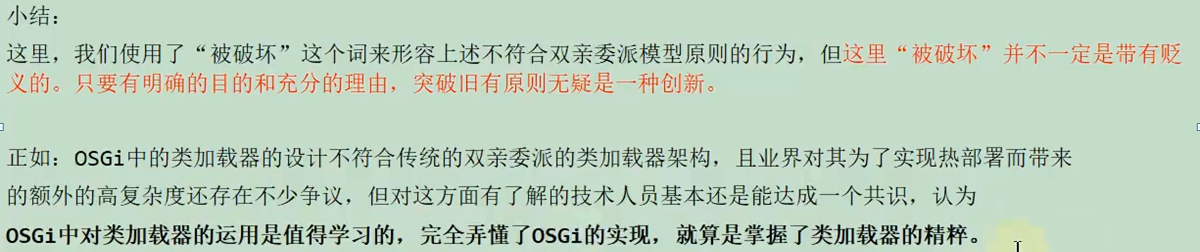 小结：
这里，我们使用了“被破坏”这个词来形容上述不符合双亲委派模型原则的行为，但这里“被破坏”并不一定是带有贬
义的。只要有明确的目的和充分的理由，突破旧有原则无疑是一种创新。
正如：OSGi中的类加载器的设计不符合传统的双亲委派的类加载器架构，且业界对其为了实现热部署而带来
的额外的高复杂度还存在不少争议，但对这方面有了解的技术人员基本还是能达成一个共识，认为
OSGi中对类加载器的运用是值得学习的，完全弄懂了OSGi的实现，就算是掌握了类加载器的精粹。